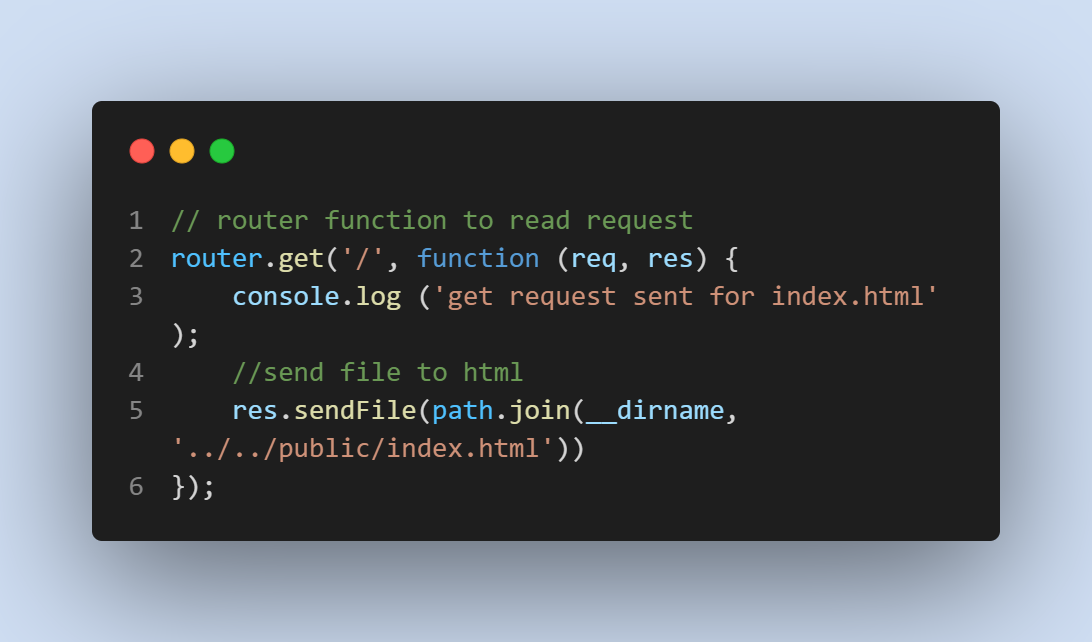 1 // router function to read request
2 router.get('/', function (req, res) {
3     console.log ('get request sent for index.html'
);
4     //send file to html
5     res.sendFile(path.join(__dirname,
'../../public/index.html'))
6 });